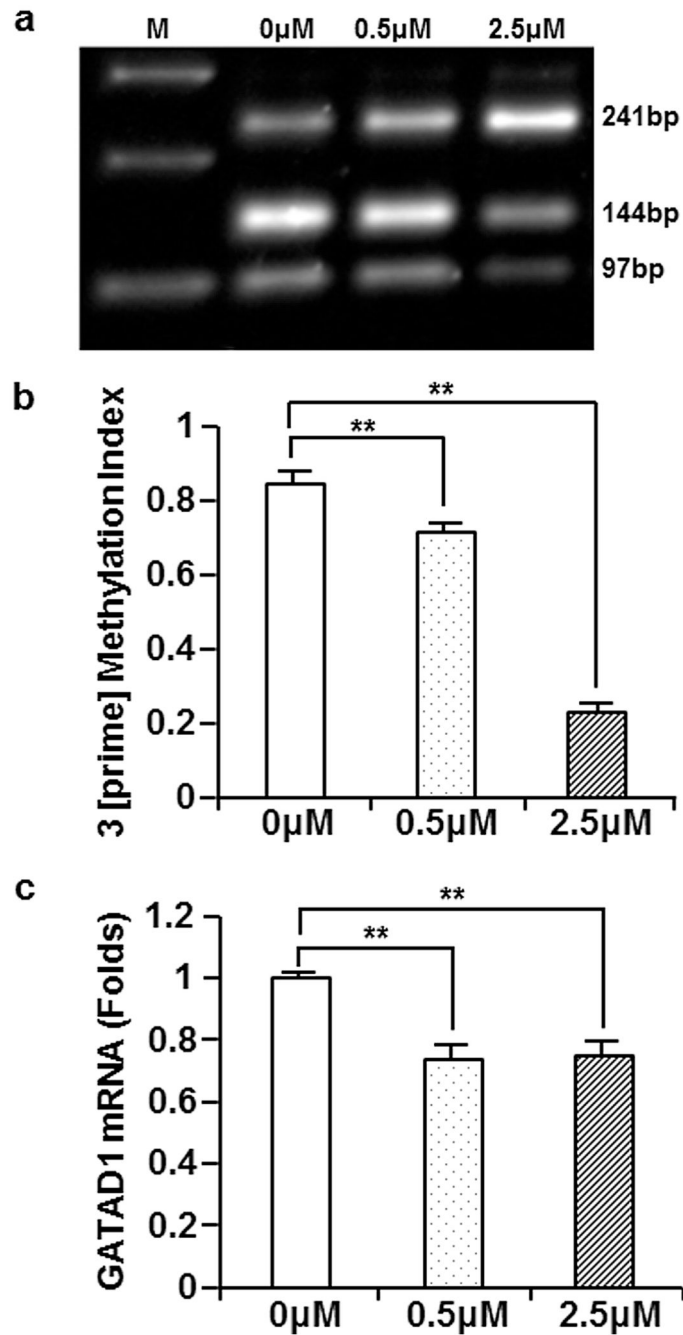 a
M 0µM 0.5µM 2.5µM
241bp
144bp
97bp
b
3 [prime] Methylation Index
1
0.8
0.6
0.4
0.2
0
**
**
0µM 0.5µM 2.5µM
c
GATAD1 mRNA (Folds)
1.2
1
0.8
0.6
0.4
0.2
0
**
**
0µM 0.5µM 2.5µM